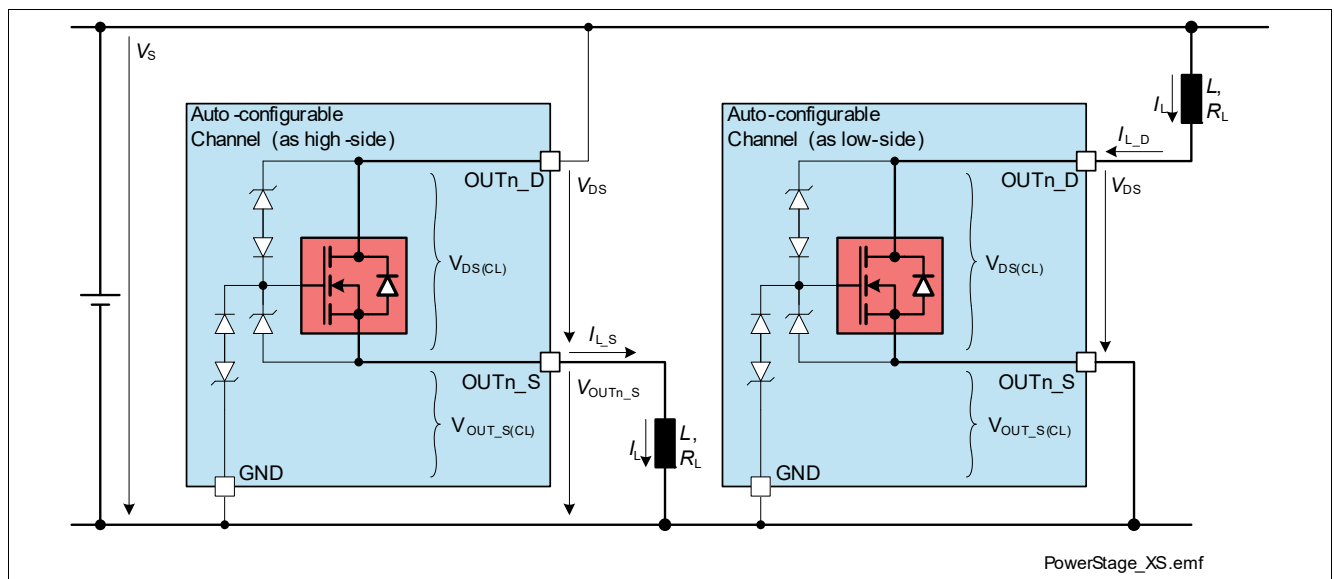 VS
Auto-configurable
Channel (as high-side)
OUTn_D
VDS
VDS(CL)
IL_S
OUTn_S
VOUTn_S
VOUT_S(CL)
IL
L,
RL
GND
Auto-configurable
Channel (as low-side)
IL
L,
RL
IL_D
OUTn_D
VDS
VDS(CL)
OUTn_S
VOUT_S(CL)
GND
PowerStage_XS.emf